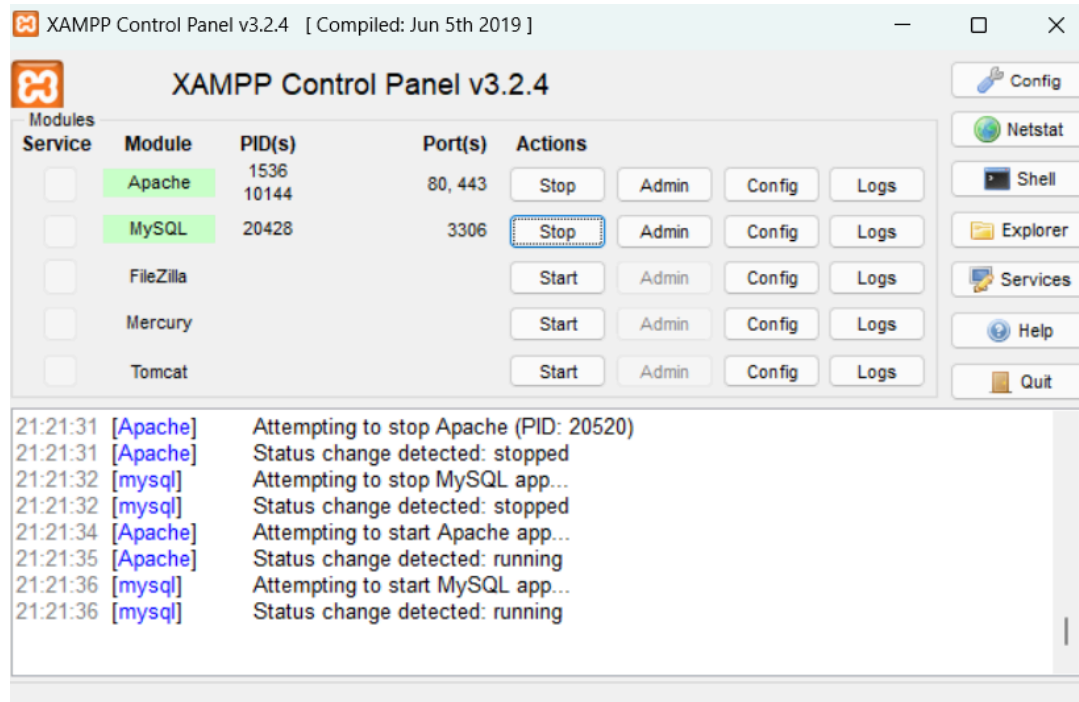 XAMPP Control Panel v3.2.4 [ Compiled: Jun 5th 2019 ]
XAMPP Control Panel v3.2.4
Config
Modules
Netstat
Service Module PID(s) Port(s) Actions
Apache 1536 10144 80, 443 Stop Admin Config Logs
Shell
MySQL 20428 3306 Stop Admin Config Logs
Explorer
FileZilla Start Admin Config Logs
Services
Mercury Start Admin Config Logs
Help
Tomcat Start Admin Config Logs
Quit
21:21:31 [Apache] Attempting to stop Apache (PID: 20520)
21:21:31 [Apache] Status change detected: stopped
21:21:32 [mysql] Attempting to stop MySQL app...
21:21:32 [mysql] Status change detected: stopped
21:21:34 [Apache] Attempting to start Apache app...
21:21:35 [Apache] Status change detected: running
21:21:36 [mysql] Attempting to start MySQL app...
21:21:36 [mysql] Status change detected: running